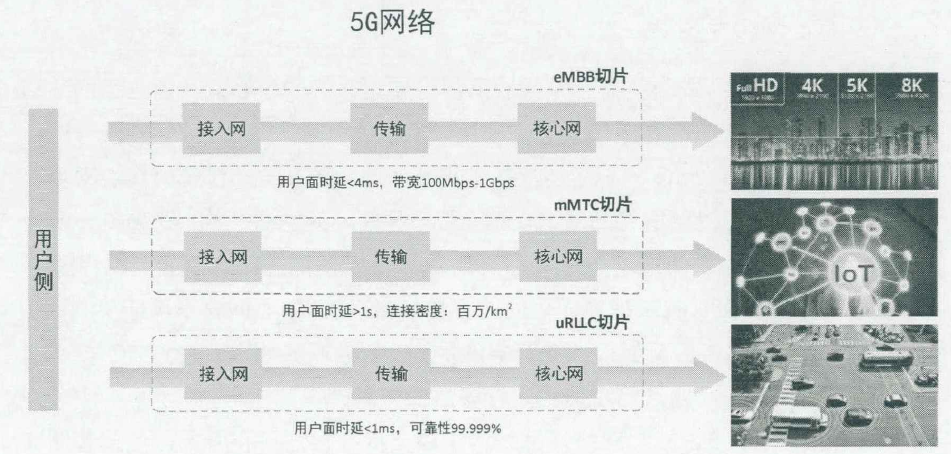 5G网络
用户侧
eMBB切片
接入网 传输 核心网
用户面时延<4ms，带宽100Mbps-1Gbps
Full HD 4K 5K 8K
mMTC切片
接入网 传输 核心网
用户面时延>1s，连接密度：百万/km²
IoT
uRLLC切片
接入网 传输 核心网
用户面时延<1ms，可靠性99.999%